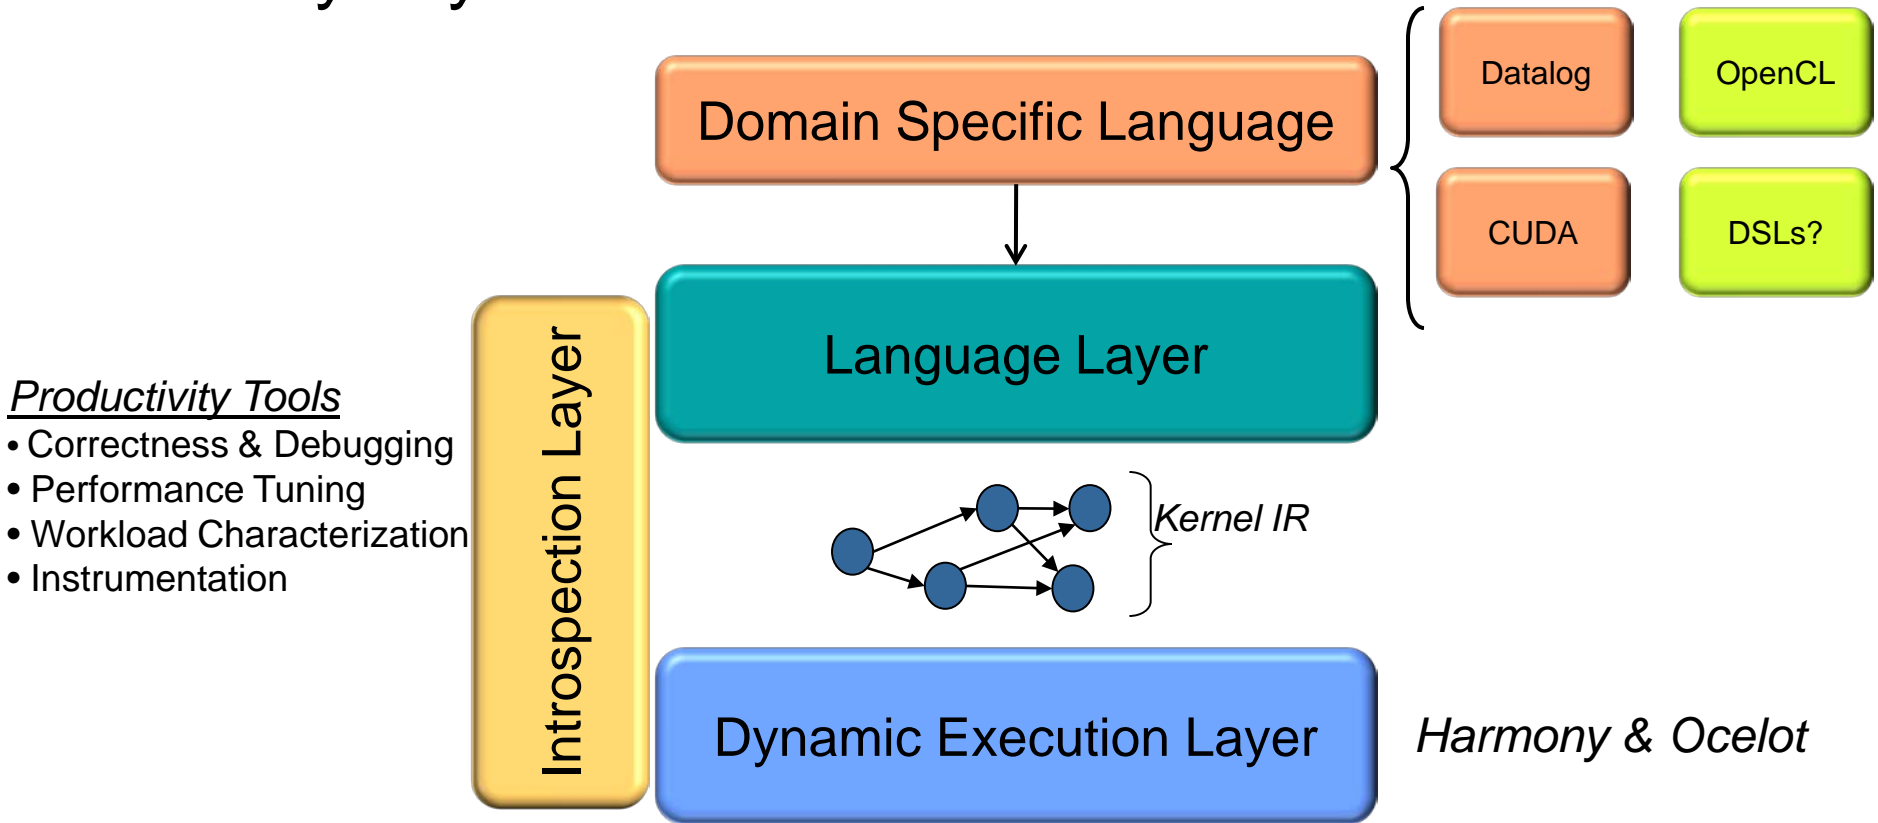 Datalog
OpenCL
Domain Specific Language
CUDA
DSLs?
Language Layer
Introspection Layer
Productivity Tools
• Correctness & Debugging
• Performance Tuning
• Workload Characterization
• Instrumentation
Kernel IR
Dynamic Execution Layer
Harmony & Ocelot